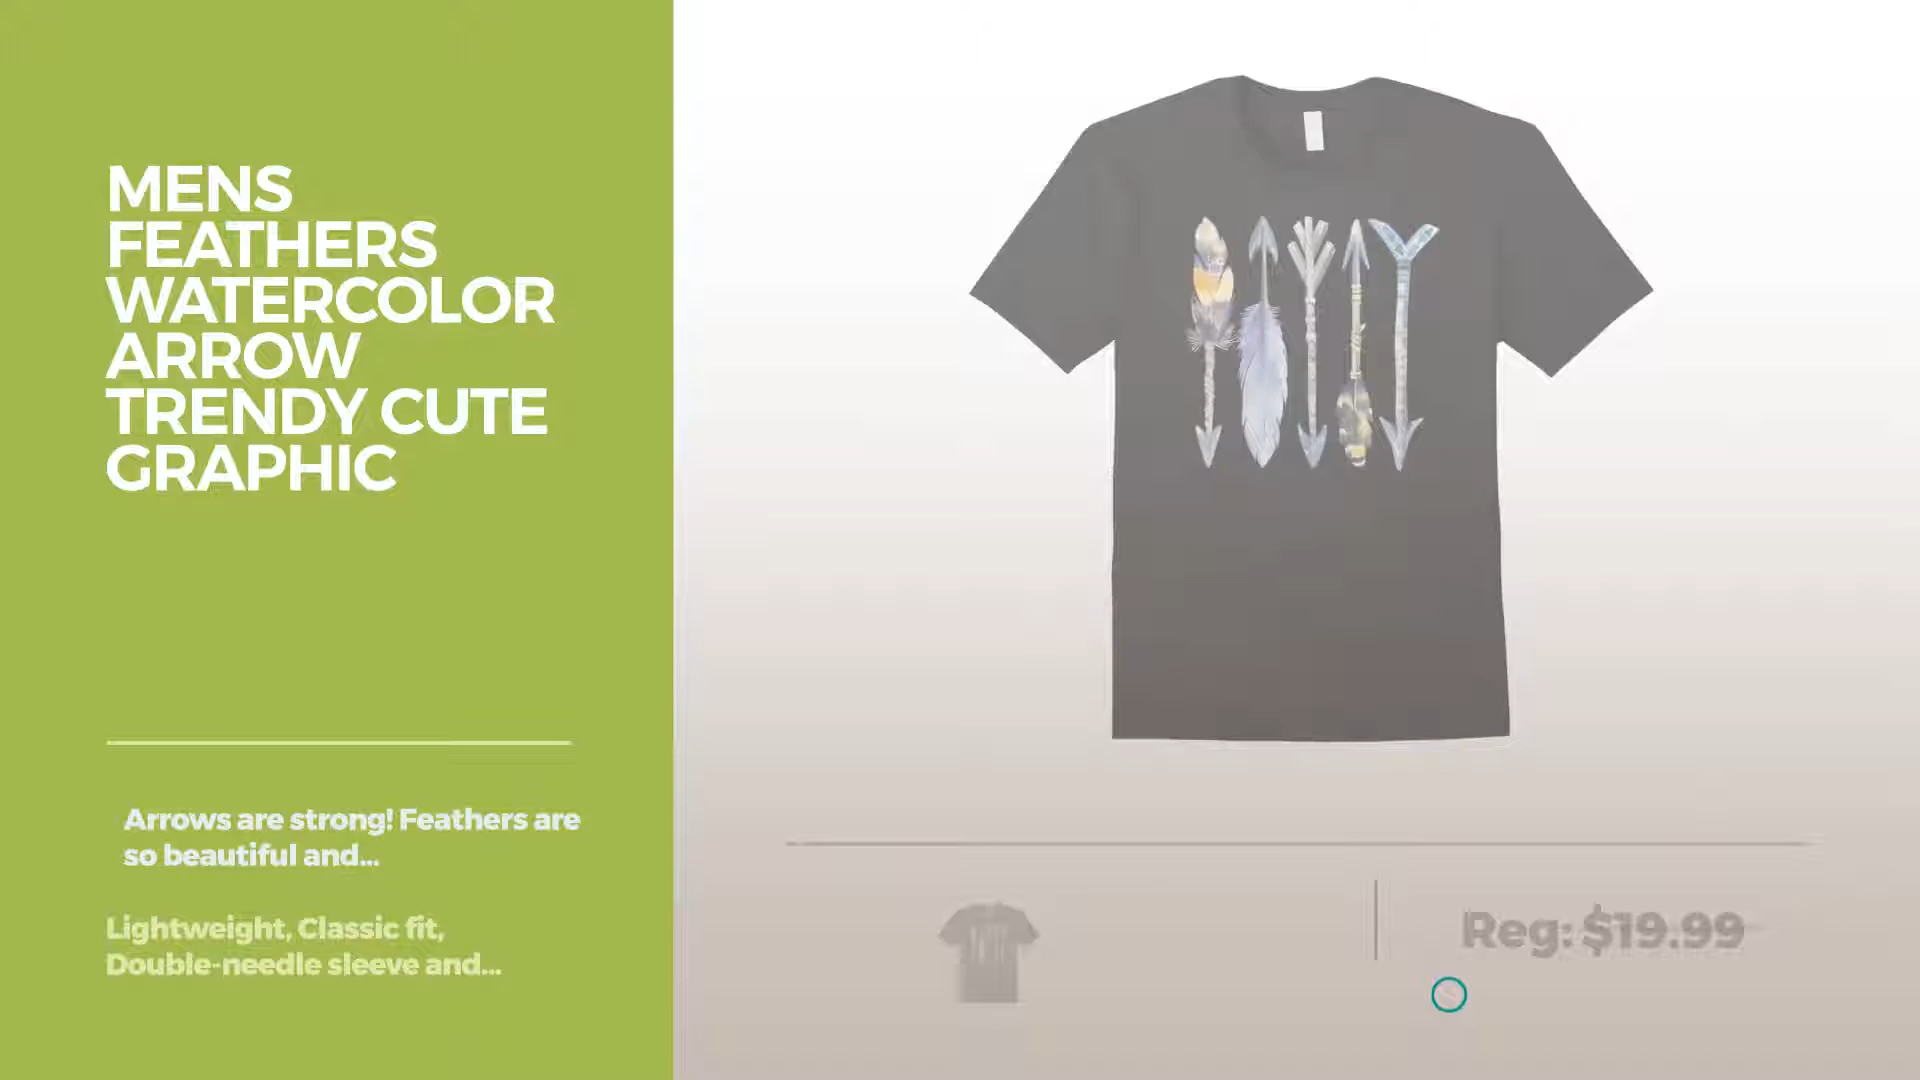 MENS
FEATHERS
WATERCOLOR
ARROW
TRENDY CUTE
GRAPHIC
Arrows are strong! Feathers are
so beautiful and...
Lightweight, Classic fit,
Double-needle sleeve and...
Reg: $19.99